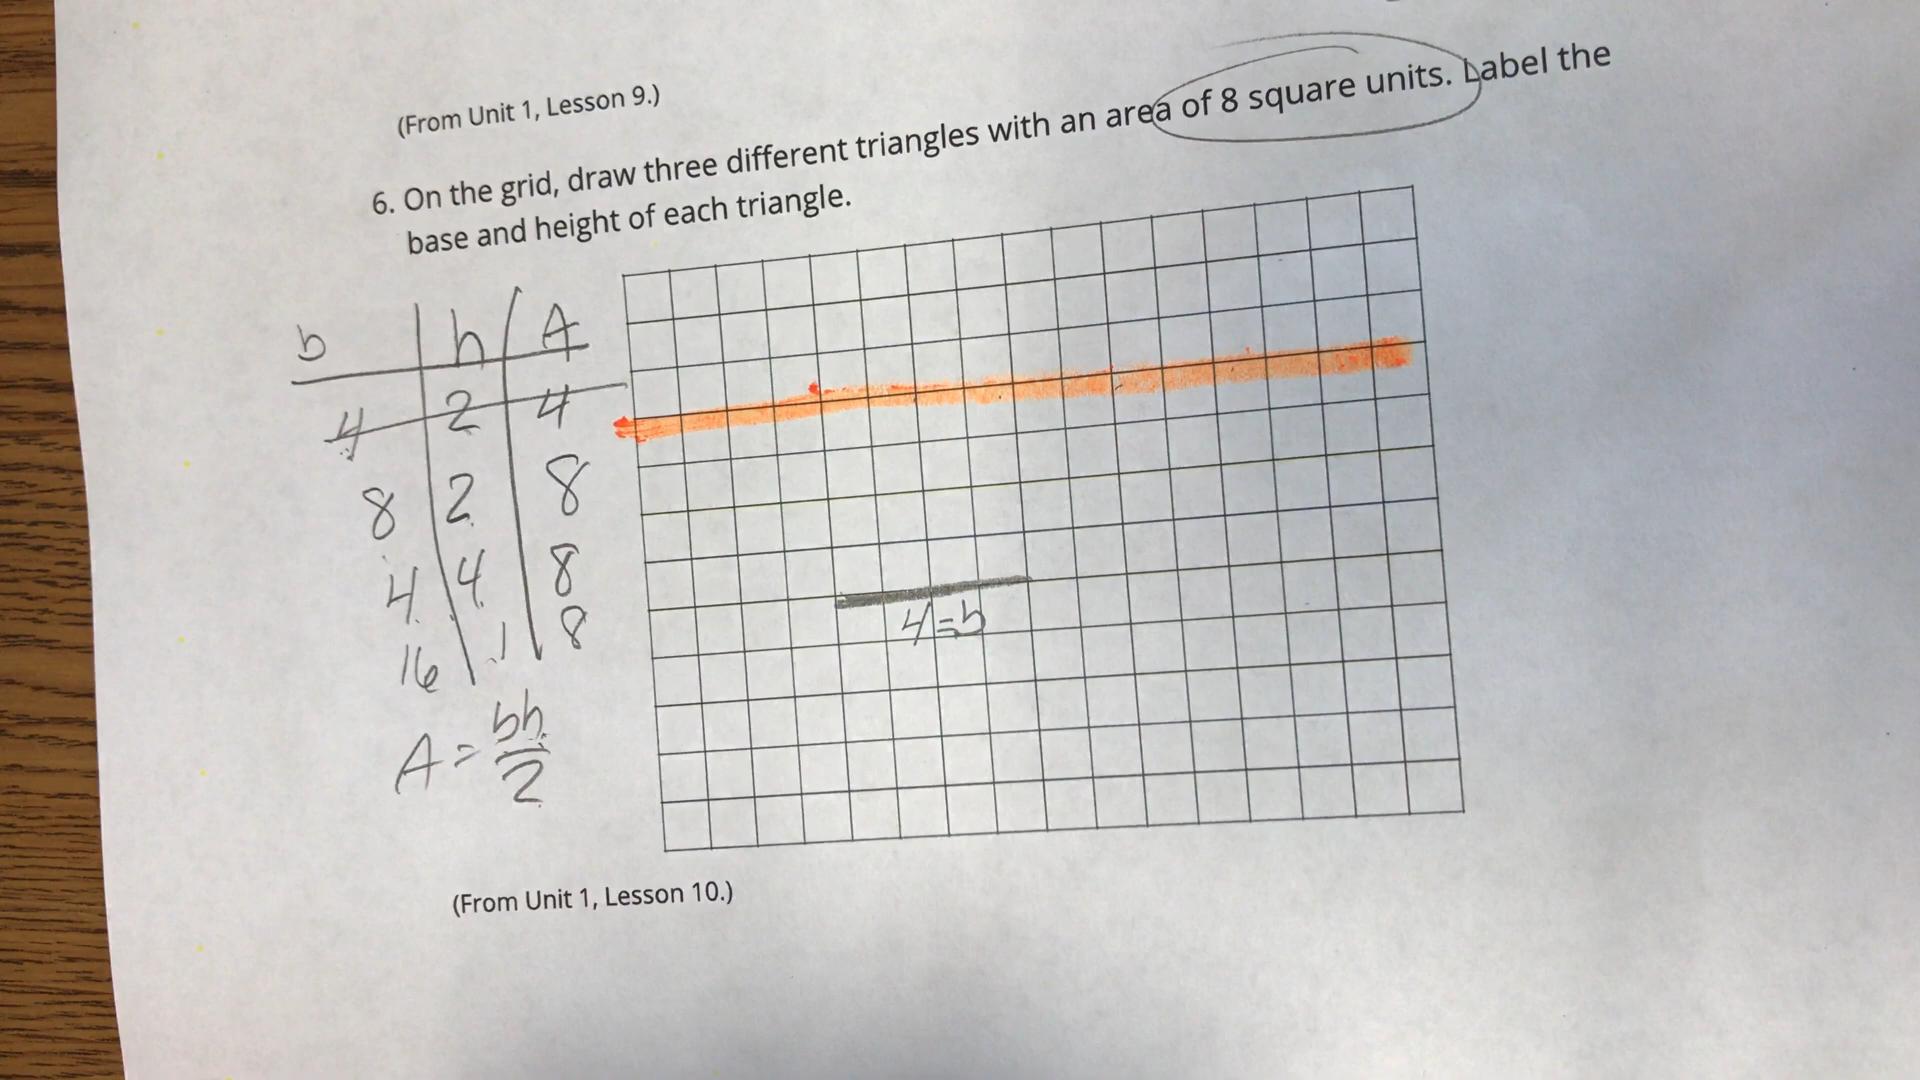 (From Unit 1, Lesson 9.)
6. On the grid, draw three different triangles with an area of 8 square units. Label the
base and height of each triangle.
b h A
4 2 4
8 2 8
4 4 8
16 1 8
A = bh/2
4=b
(From Unit 1, Lesson 10.)